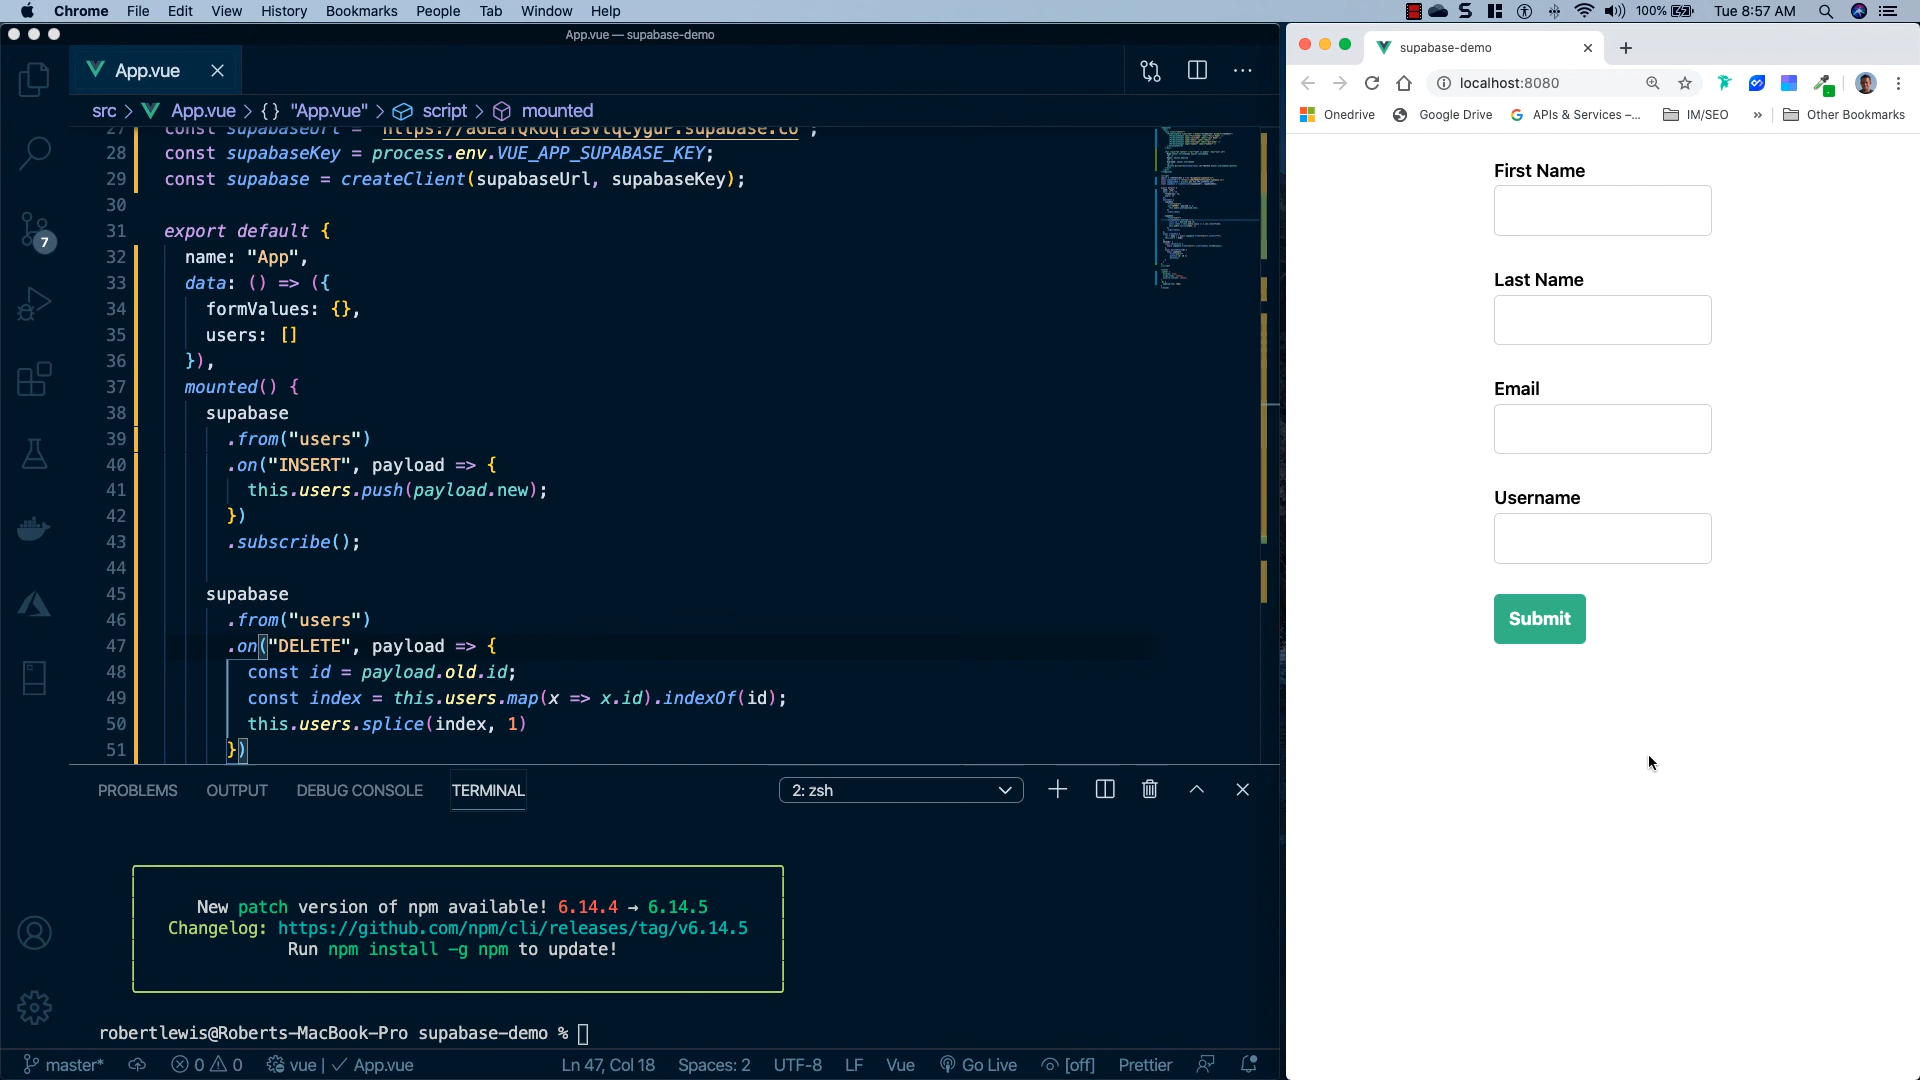 Chrome File Edit View History Bookmarks People Tab Window Help
100% Tue 8:57 AM
App.vue — supabase-demo
App.vue
src > App.vue > {} "App.vue" > script > mounted
28 const supabaseKey = process.env.VUE_APP_SUPABASE_KEY;
29 const supabase = createClient(supabaseUrl, supabaseKey);
30
31 export default {
32 name: "App",
33 data: () => ({
34 formValues: {},
35 users: []
36 }),
37 mounted() {
38 supabase
39 .from("users")
40 .on("INSERT", payload => {
41 this.users.push(payload.new);
42 })
43 .subscribe();
44
45 supabase
46 .from("users")
47 .on("DELETE", payload => {
48 const id = payload.old.id;
49 const index = this.users.map(x => x.id).indexOf(id);
50 this.users.splice(index, 1)
51 })
7
PROBLEMS OUTPUT DEBUG CONSOLE TERMINAL 2: zsh
New patch version of npm available! 6.14.4 → 6.14.5
Changelog: https://github.com/npm/cli/releases/tag/v6.14.5
Run npm install -g npm to update!
robertlewis@Roberts-MacBook-Pro supabase-demo %
master* 0 0 vue | ✓ App.vue Ln 47, Col 18 Spaces: 2 UTF-8 LF Vue Go Live [off] Prettier
supabase-demo
localhost:8080
Onedrive Google Drive APIs & Services –... IM/SEO » Other Bookmarks
First Name
Last Name
Email
Username
Submit